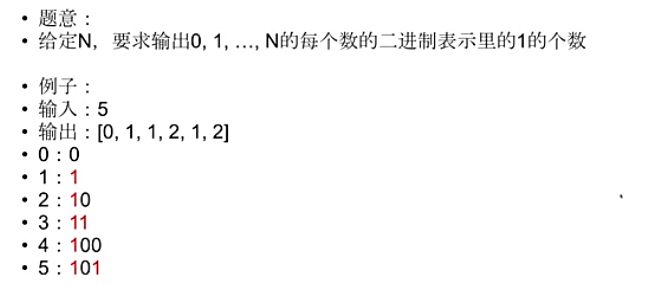 • 题意：
• 给定N，要求输出0, 1, …, N的每个数的二进制表示里的1的个数
• 例子：
• 输入：5
• 输出：[0, 1, 1, 2, 1, 2]
• 0：0
• 1：1
• 2：10
• 3：11
• 4：100
• 5：101